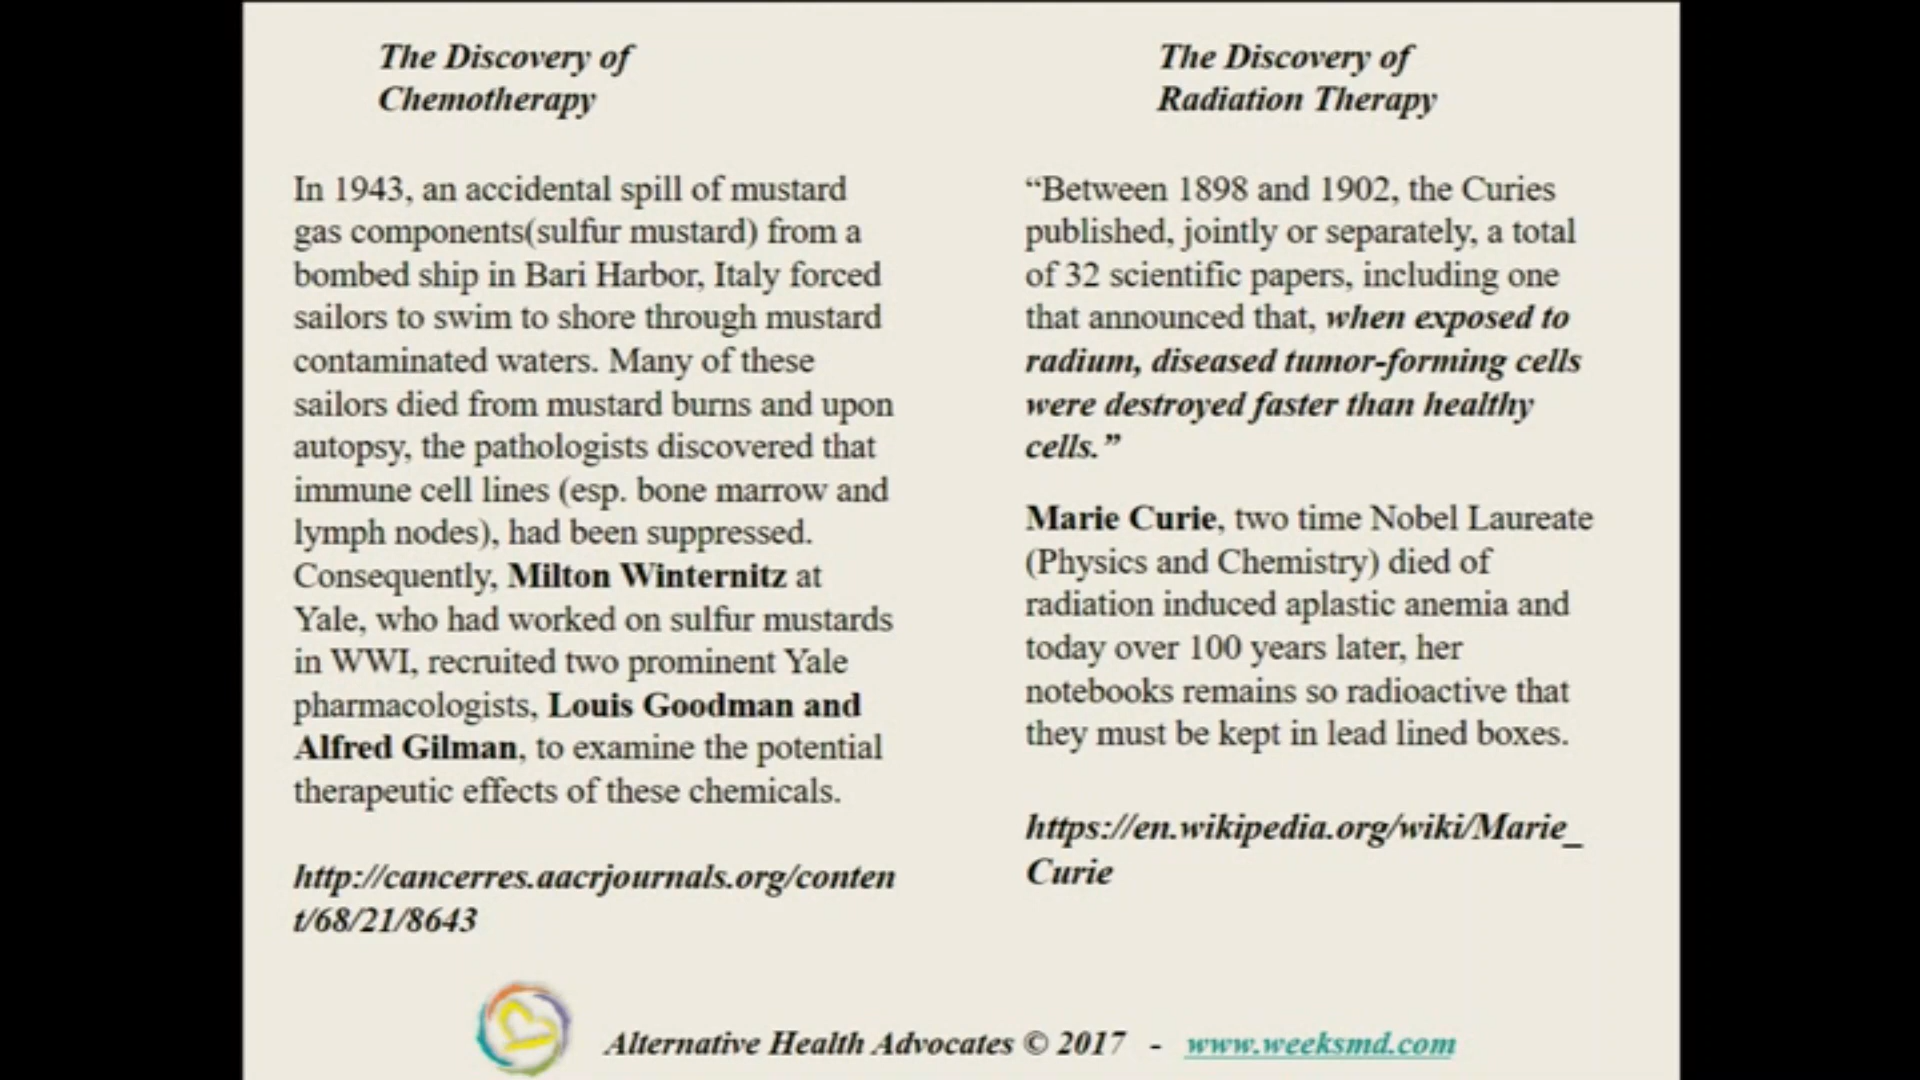 The Discovery of
Chemotherapy
In 1943, an accidental spill of mustard
gas components(sulfur mustard) from a
bombed ship in Bari Harbor, Italy forced
sailors to swim to shore through mustard
contaminated waters. Many of these
sailors died from mustard burns and upon
autopsy, the pathologists discovered that
immune cell lines (esp. bone marrow and
lymph nodes), had been suppressed.
Consequently, Milton Winternitz at
Yale, who had worked on sulfur mustards
in WWI, recruited two prominent Yale
pharmacologists, Louis Goodman and
Alfred Gilman, to examine the potential
therapeutic effects of these chemicals.
http://cancerres.aacrjournals.org/conten
t/68/21/8643
The Discovery of
Radiation Therapy
“Between 1898 and 1902, the Curies
published, jointly or separately, a total
of 32 scientific papers, including one
that announced that, when exposed to
radium, diseased tumor-forming cells
were destroyed faster than healthy
cells.”
Marie Curie, two time Nobel Laureate
(Physics and Chemistry) died of
radiation induced aplastic anemia and
today over 100 years later, her
notebooks remains so radioactive that
they must be kept in lead lined boxes.
https://en.wikipedia.org/wiki/Marie_
Curie
Alternative Health Advocates © 2017 - www.weeksmd.com